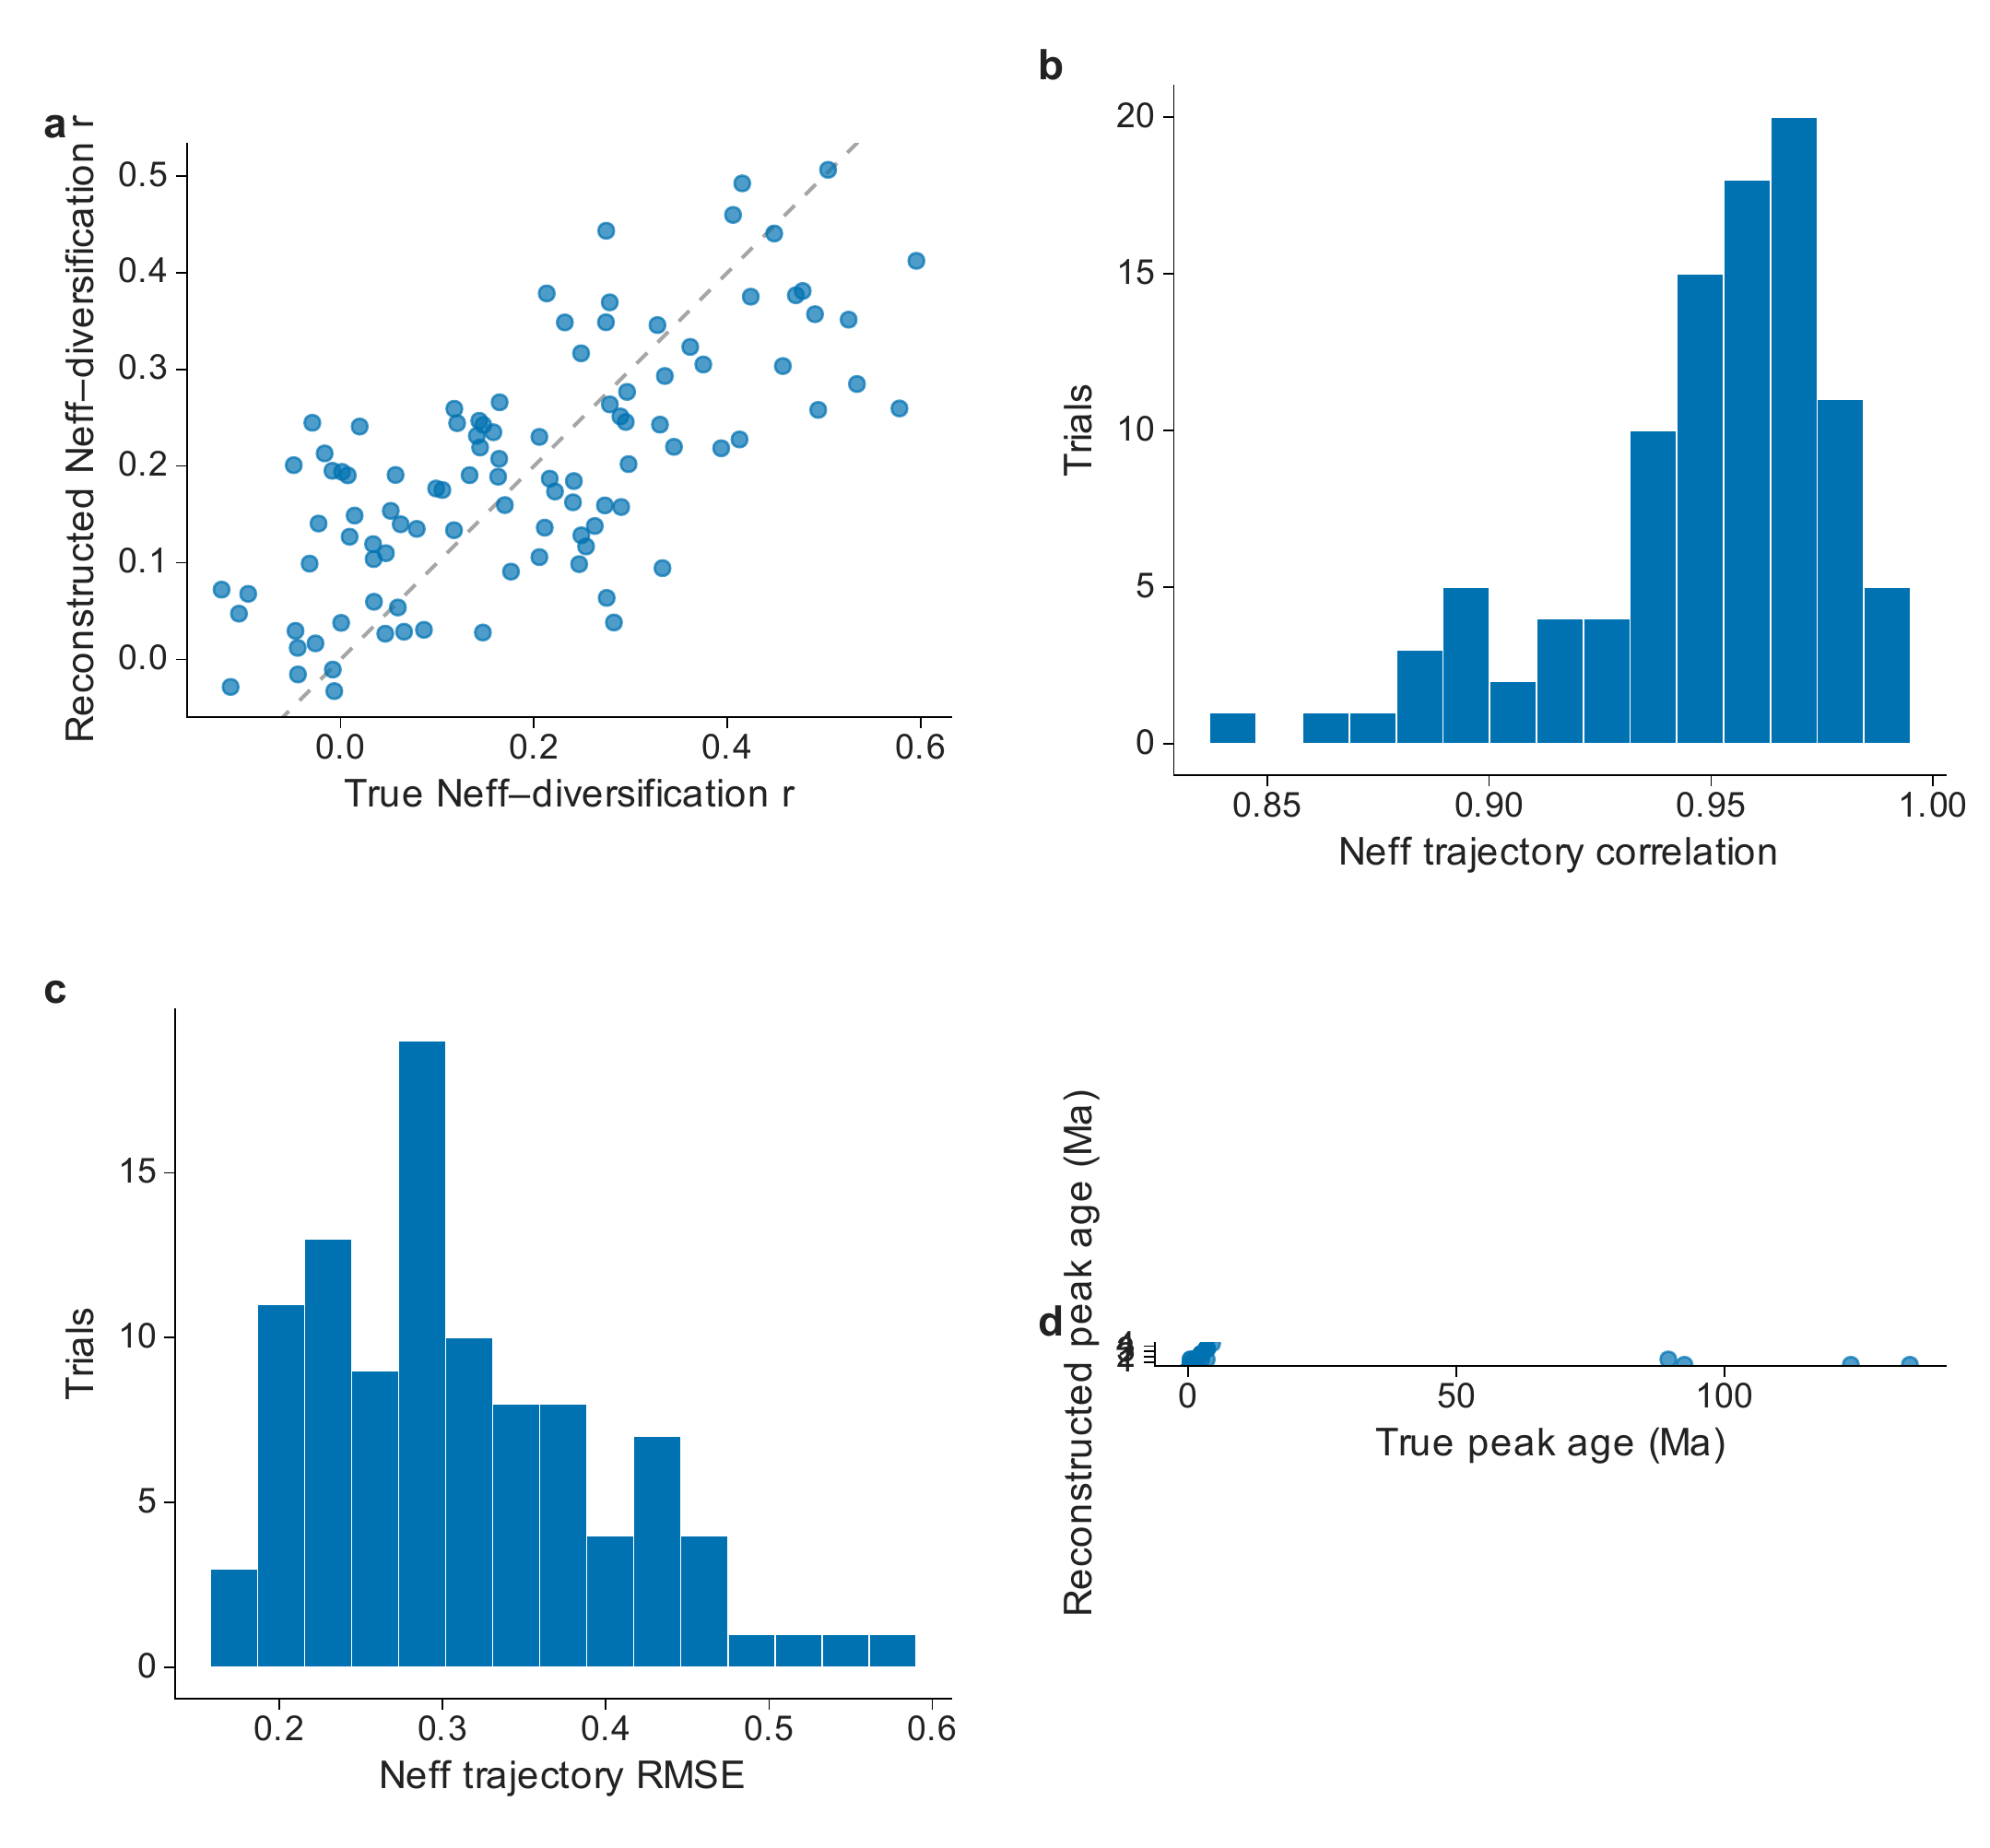 a
Reconstructed Neff–diversification r
0.5
0.4
0.3
0.2
0.1
0.0
0.0 0.2 0.4 0.6
True Neff–diversification r
b
Trials
20
15
10
5
0
0.85 0.90 0.95 1.00
Neff trajectory correlation
c
Trials
15
10
5
0
0.2 0.3 0.4 0.5 0.6
Neff trajectory RMSE
d
Reconstructed peak age (Ma)
0 50 100
True peak age (Ma)